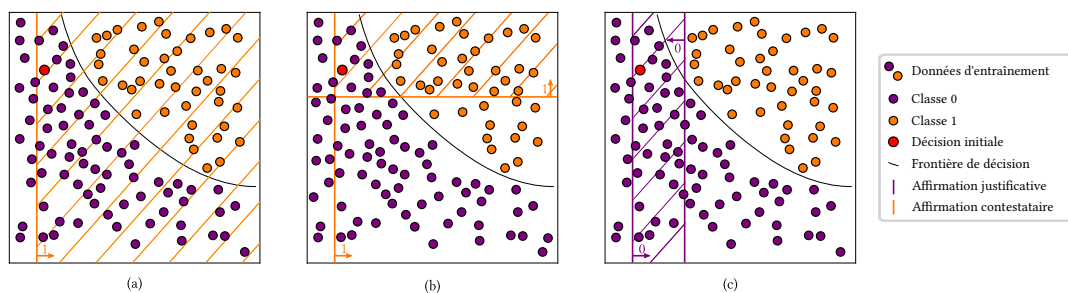 1
1
1
0
0
(a)
(b)
(c)
Données d'entraînement
Classe 0
Classe 1
Décision initiale
Frontière de décision
Affirmation justificative
Affirmation contestataire